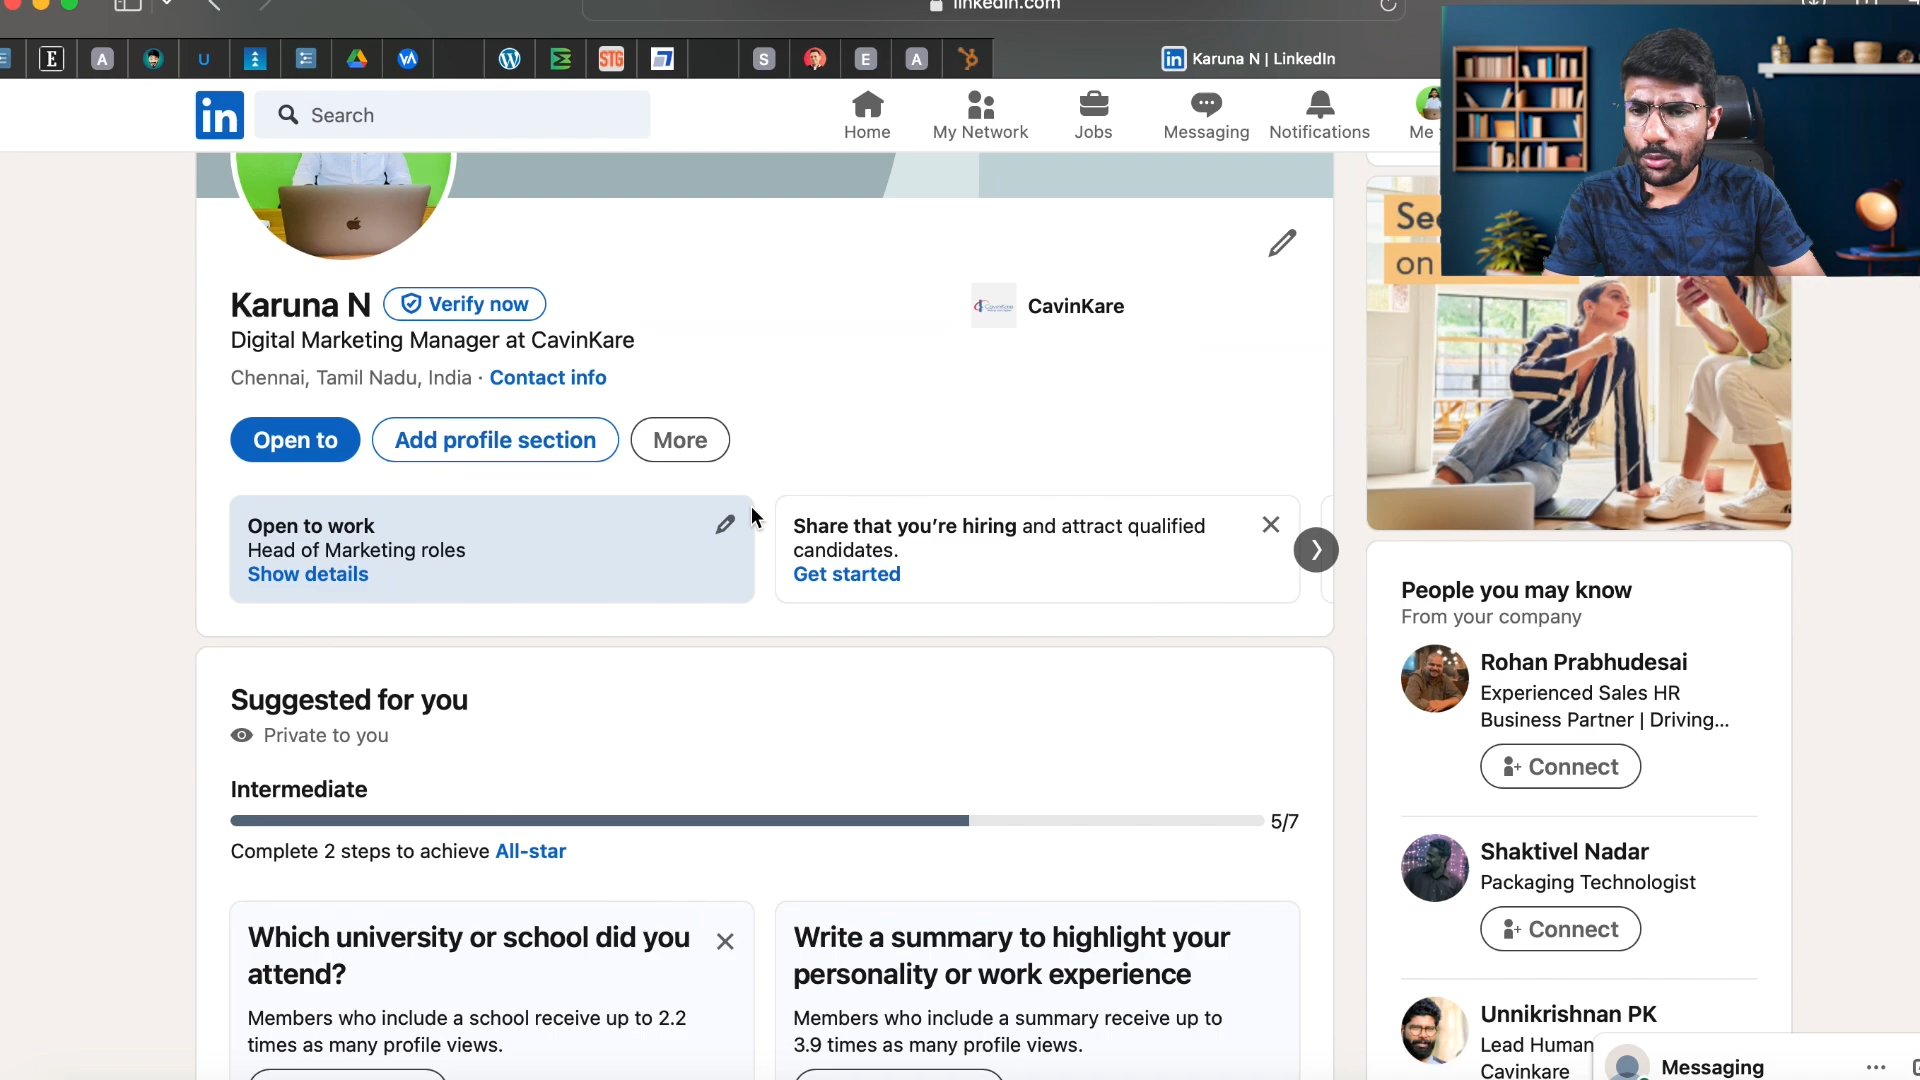 linkedin.com
E
A
U
STG
S
E
A
in Karuna N | LinkedIn
in
Search
Home
My Network
Jobs
Messaging
Notifications
Me
See
on
Karuna N
Verify now
CavinKare
Digital Marketing Manager at CavinKare
Chennai, Tamil Nadu, India · Contact info
Open to
Add profile section
More
Open to work
Head of Marketing roles
Show details
Share that you're hiring and attract qualified
candidates.
Get started
Suggested for you
Private to you
Intermediate
5/7
Complete 2 steps to achieve All-star
Which university or school did you
attend?
Members who include a school receive up to 2.2
times as many profile views.
Write a summary to highlight your
personality or work experience
Members who include a summary receive up to
3.9 times as many profile views.
People you may know
From your company
Rohan Prabhudesai
Experienced Sales HR
Business Partner | Driving...
Connect
Shaktivel Nadar
Packaging Technologist
Connect
Unnikrishnan PK
Lead Human
Cavinkare
Messaging